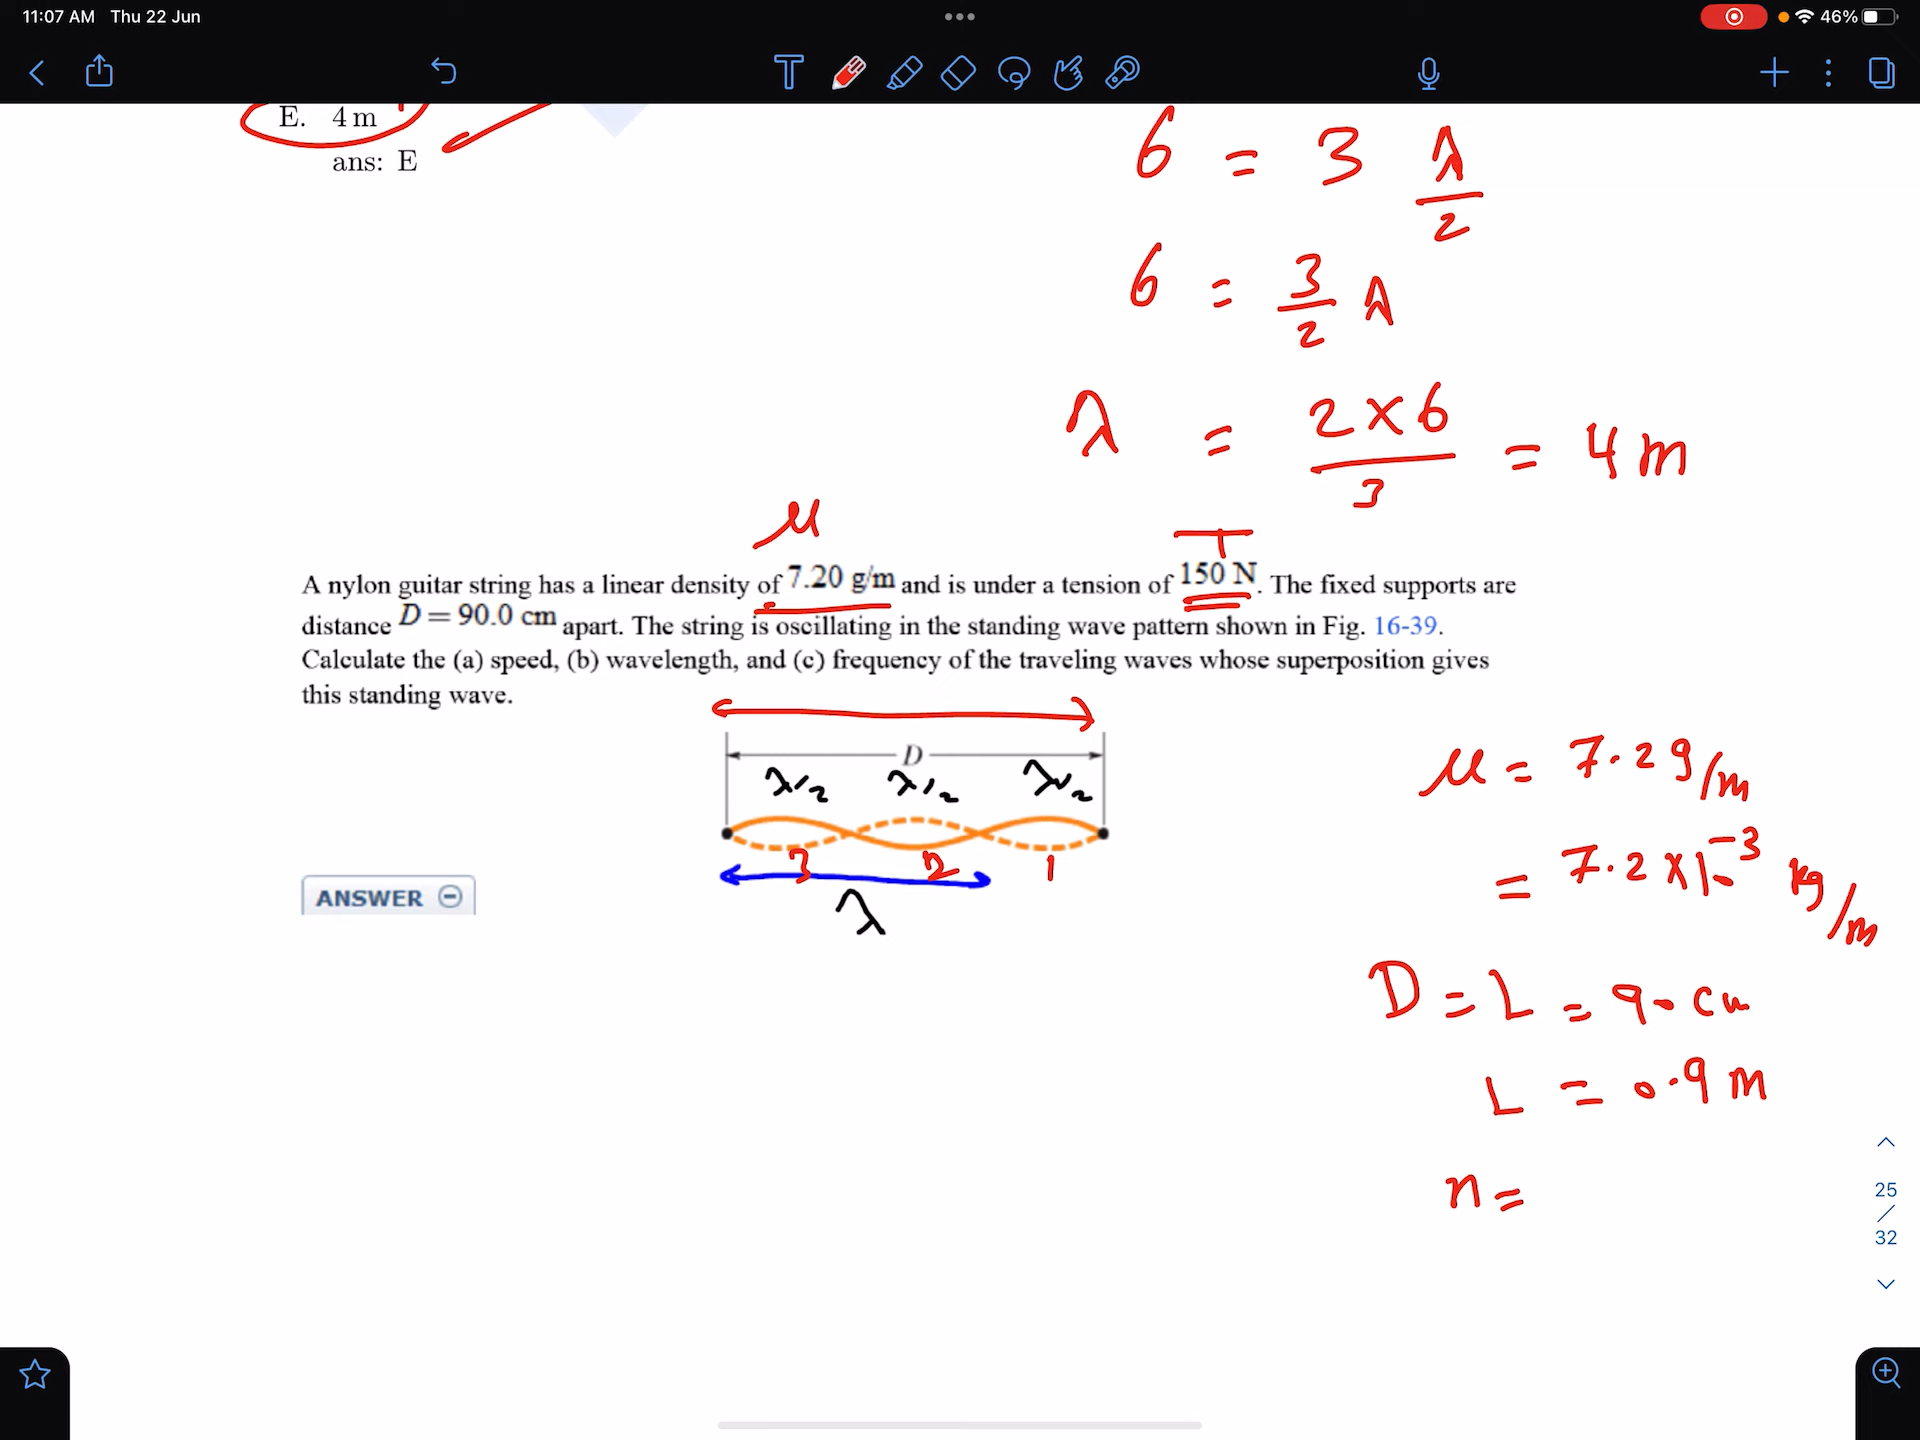 11:07 AM Thu 22 Jun
46%
T
E. 4 m
ans: E
6 = 3 λ/2
6 = 3/2 λ
λ = 2 × 6 / 3 = 4 m
μ
T
A nylon guitar string has a linear density of 7.20 g/m and is under a tension of 150 N. The fixed supports are
distance D = 90.0 cm apart. The string is oscillating in the standing wave pattern shown in Fig. 16-39.
Calculate the (a) speed, (b) wavelength, and (c) frequency of the traveling waves whose superposition gives
this standing wave.
D
λ/2 λ/2 λ/2
3 2 1
λ
ANSWER
μ = 7.2 g/m
= 7.2 × 10⁻³ kg/m
D = L = 90 cm
L = 0.9 m
n =
25
/
32